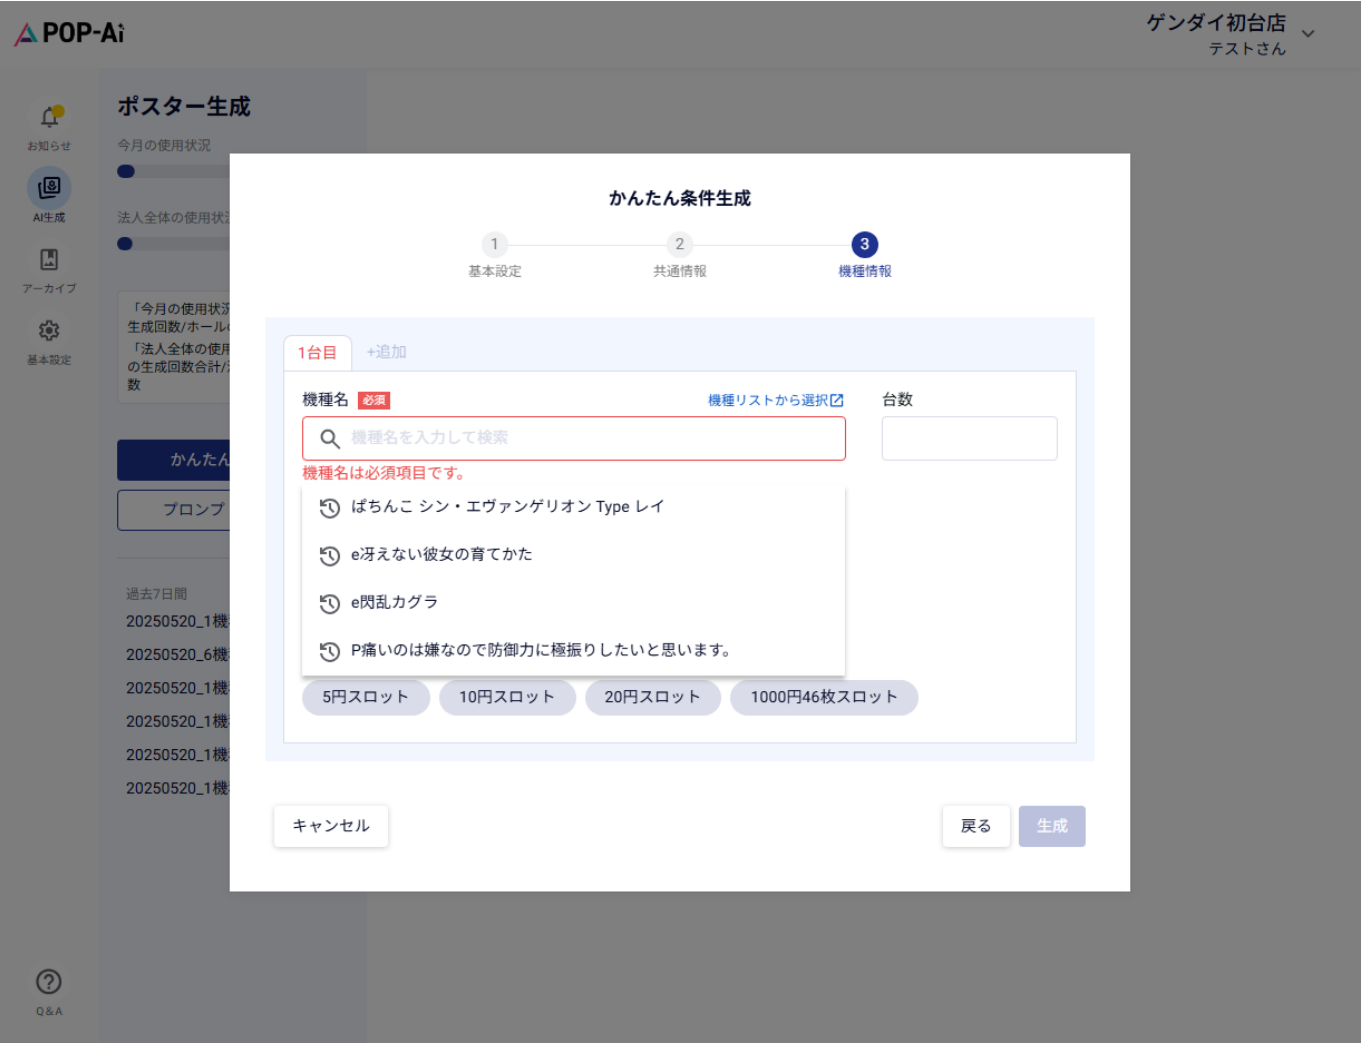 POP-Ai
ゲンダイ初台店
テストさん
お知らせ
AI生成
アーカイブ
基本設定
Q&A
ポスター生成
今月の使用状況
法人全体の使用状
「今月の使用状
生成回数/ホール
「法人全体の使用
の生成回数合計/
数
かんたん
プロンプ
過去7日間
20250520_1機
20250520_6機
20250520_1機
20250520_1機
20250520_1機
20250520_1機
かんたん条件生成
1
2
3
基本設定
共通情報
機種情報
1台目
+追加
機種名 必須
機種リストから選択
台数
機種名を入力して検索
機種名は必須項目です。
ぱちんこ シン・エヴァンゲリオン Type レイ
e冴えない彼女の育てかた
e閃乱カグラ
P痛いのは嫌なので防御力に極振りしたいと思います。
5円スロット
10円スロット
20円スロット
1000円46枚スロット
キャンセル
戻る
生成